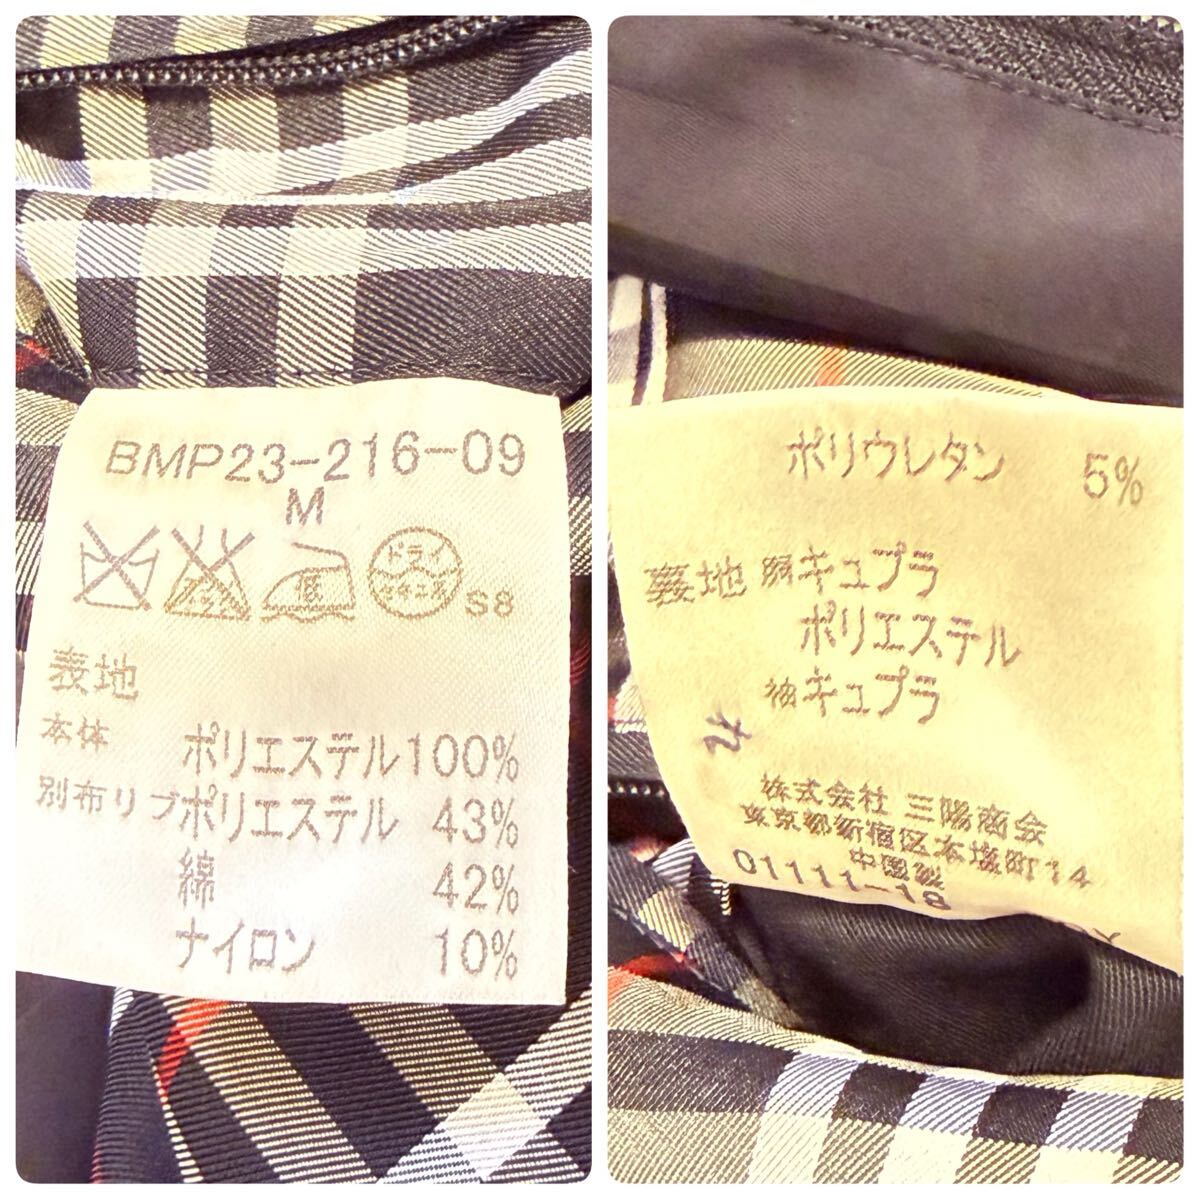 BMP23-216-09
M
ドライ
セキユ系
S8
表地
本体 ポリエステル100%
別布リブポリエステル 43%
綿 42%
ナイロン 10%
ポリウレタン 5%
裏地 胴キュプラ
ポリエステル
袖キュプラ
株式会社 三陽商会
東京都新宿区本塩町14
中国製
01111-18